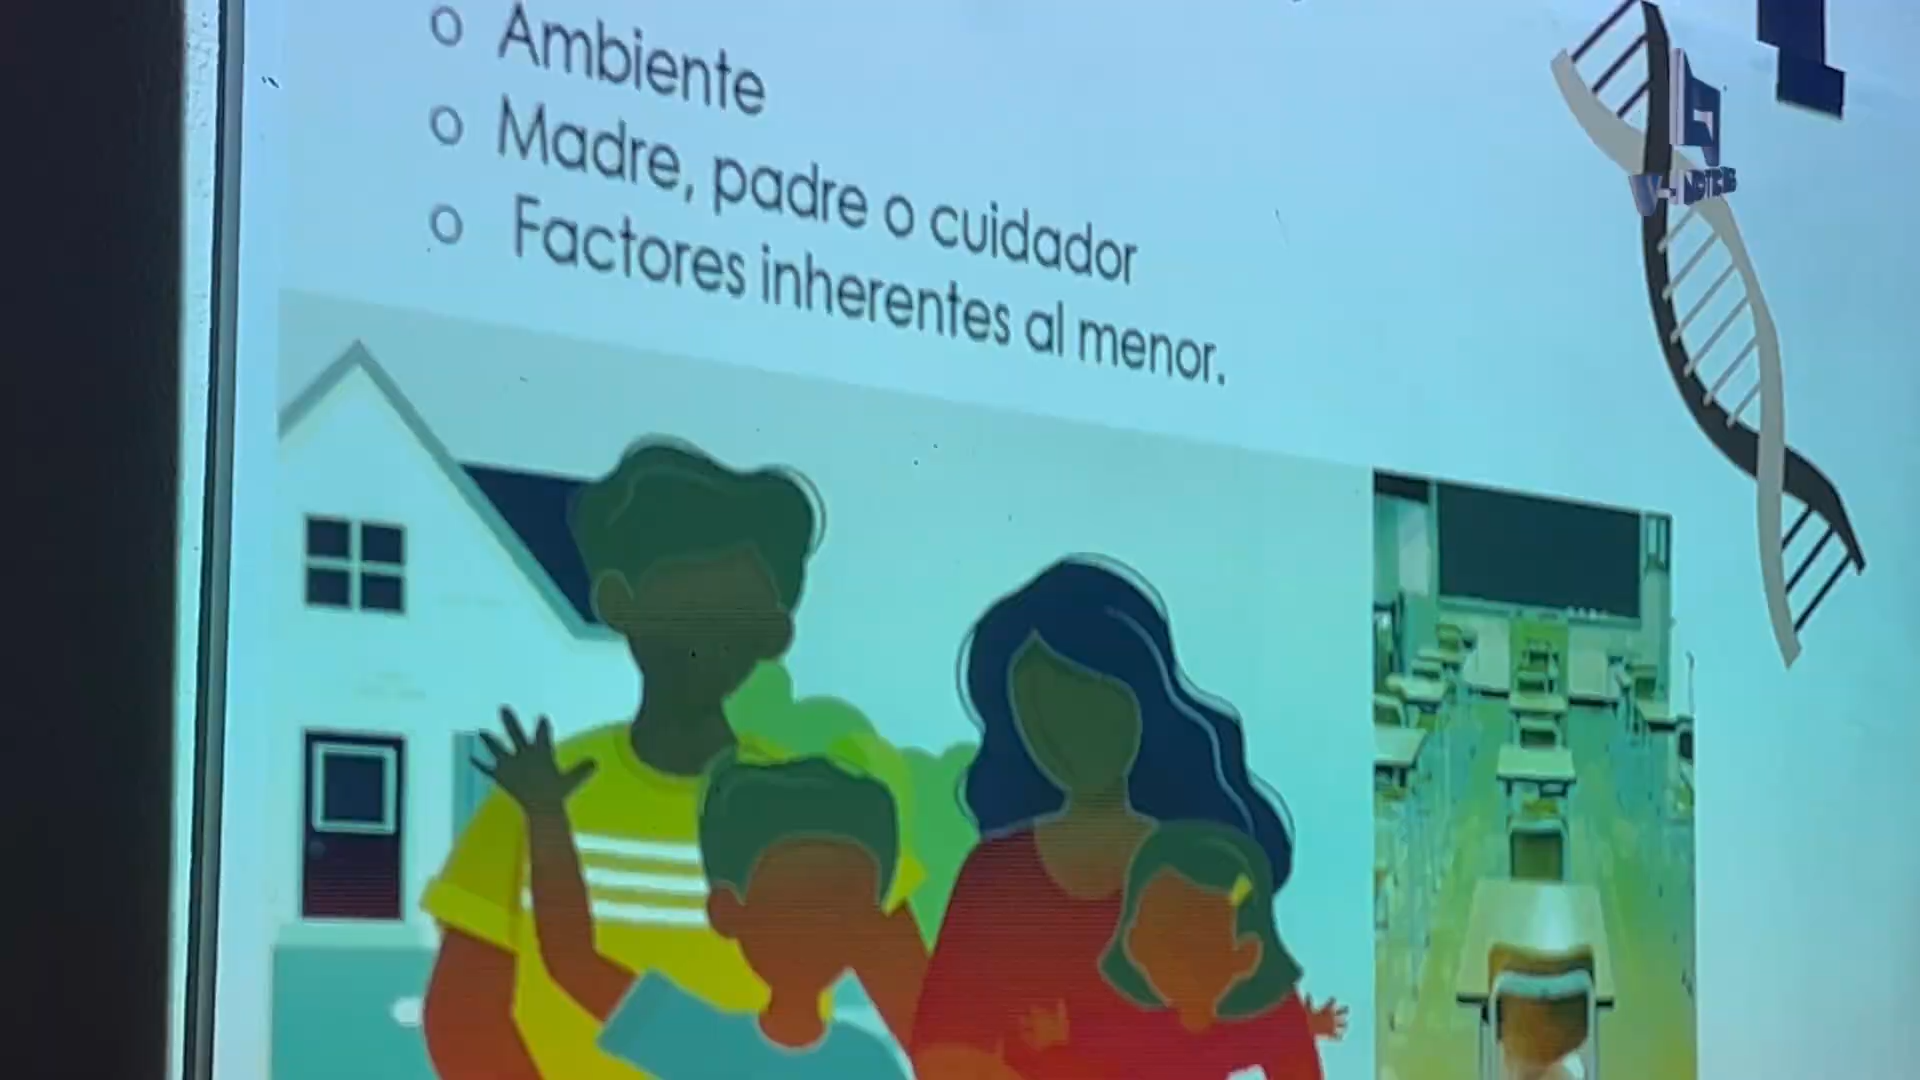 o Ambiente
o Madre, padre o cuidador
o Factores inherentes al menor.